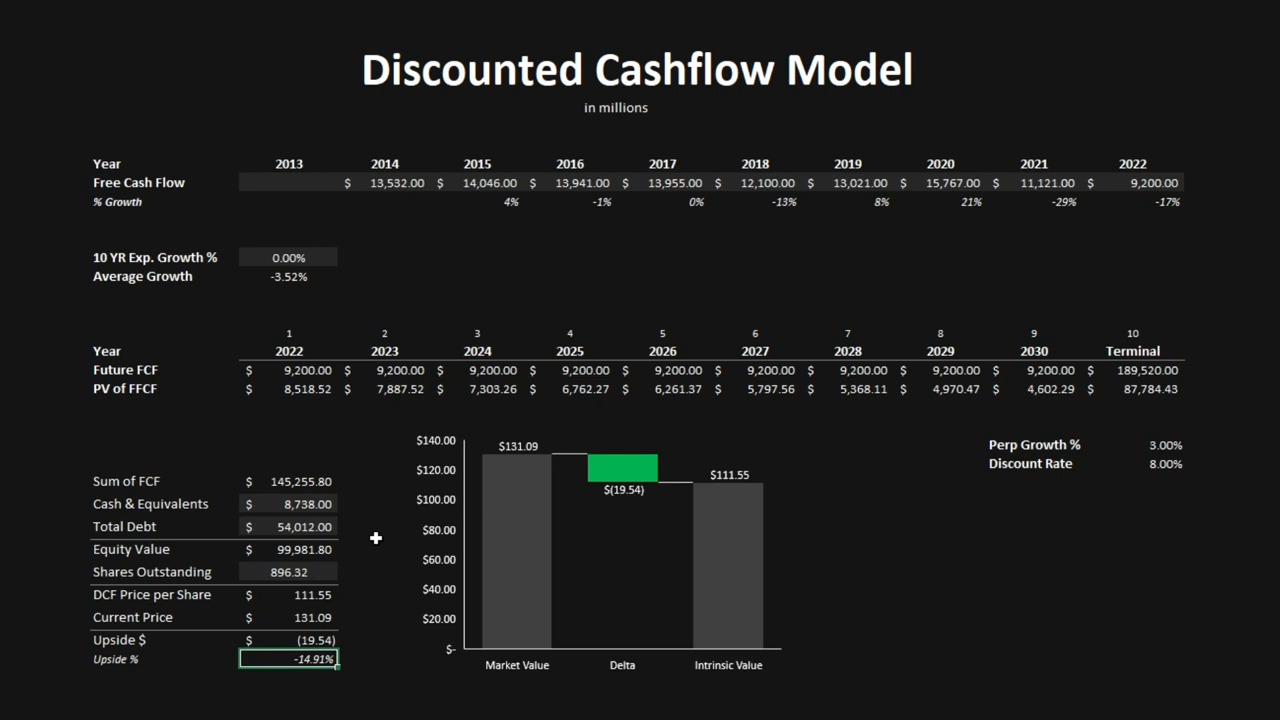 Discounted Cashflow Model
in millions
Year 2013 2014 2015 2016 2017 2018 2019 2020 2021 2022
Free Cash Flow $ 13,532.00 $ 14,046.00 $ 13,941.00 $ 13,955.00 $ 12,100.00 $ 13,021.00 $ 15,767.00 $ 11,121.00 $ 9,200.00
% Growth 4% -1% 0% -13% 8% 21% -29% -17%
10 YR Exp. Growth % 0.00%
Average Growth -3.52%
1 2 3 4 5 6 7 8 9 10
Year 2022 2023 2024 2025 2026 2027 2028 2029 2030 Terminal
Future FCF $ 9,200.00 $ 9,200.00 $ 9,200.00 $ 9,200.00 $ 9,200.00 $ 9,200.00 $ 9,200.00 $ 9,200.00 $ 9,200.00 $ 189,520.00
PV of FFCF $ 8,518.52 $ 7,887.52 $ 7,303.26 $ 6,762.27 $ 6,261.37 $ 5,797.56 $ 5,368.11 $ 4,970.47 $ 4,602.29 $ 87,784.43
Sum of FCF $ 145,255.80
Cash & Equivalents $ 8,738.00
Total Debt $ 54,012.00
Equity Value $ 99,981.80
Shares Outstanding 896.32
DCF Price per Share $ 111.55
Current Price $ 131.09
Upside $ $ (19.54)
Upside % -14.91%
$140.00
$120.00
$100.00
$80.00
$60.00
$40.00
$20.00
$-
$131.09
$(19.54)
$111.55
Market Value Delta Intrinsic Value
Perp Growth % 3.00%
Discount Rate 8.00%